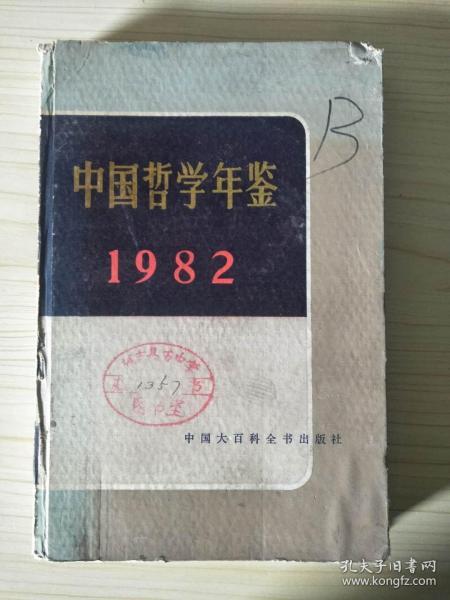 B
中国哲学年鉴
1982
1357
中国大百科全书出版社
孔夫子旧书网
www.kongfz.com